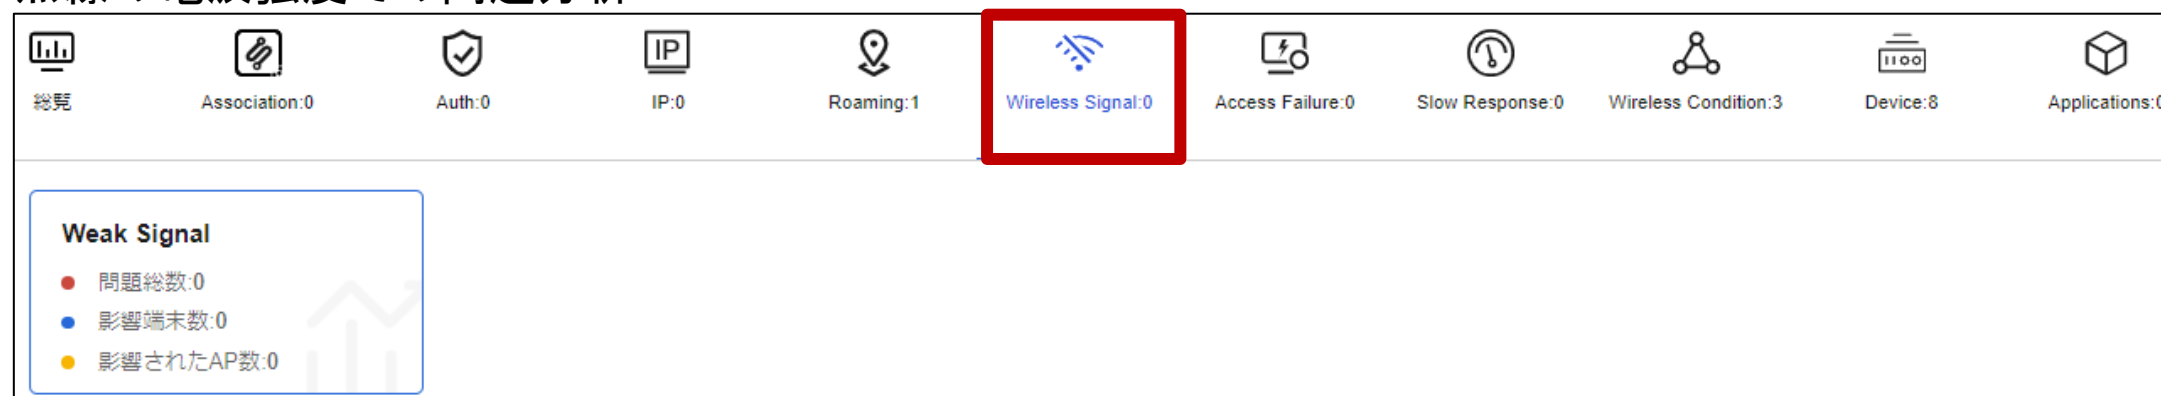 総覧 Association:0 Auth:0 IP:0 Roaming:1 Wireless Signal:0 Access Failure:0 Slow Response:0 Wireless Condition:3 Device:8 Applications:0
IP
Weak Signal
問題総数:0
影響端末数:0
影響されたAP数:0